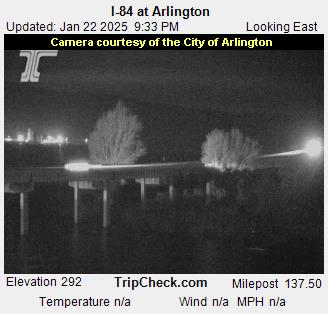 I-84 at Arlington
Updated: Jan 22 2025 9:33 PM Looking East
Camera courtesy of the City of Arlington
Elevation 292 TripCheck.com Milepost 137.50
Temperature n/a Wind n/a MPH n/a